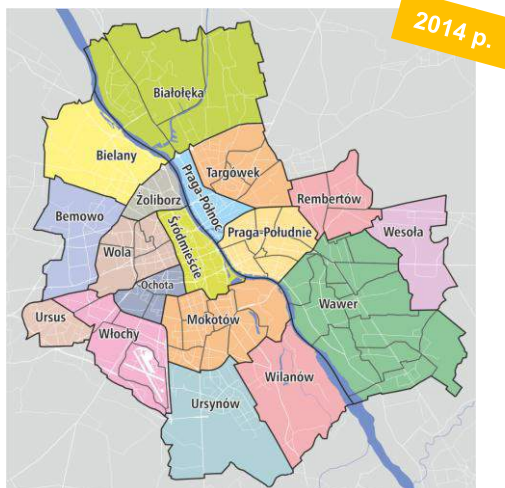 2014 р.
Białołęka
Bielany
Targówek
Praga-Północ
Żoliborz
Rembertów
Bemowo
Śródmieście
Praga-Południe
Wesoła
Wola
Ochota
Wawer
Ursus
Mokotów
Włochy
Wilanów
Ursynów